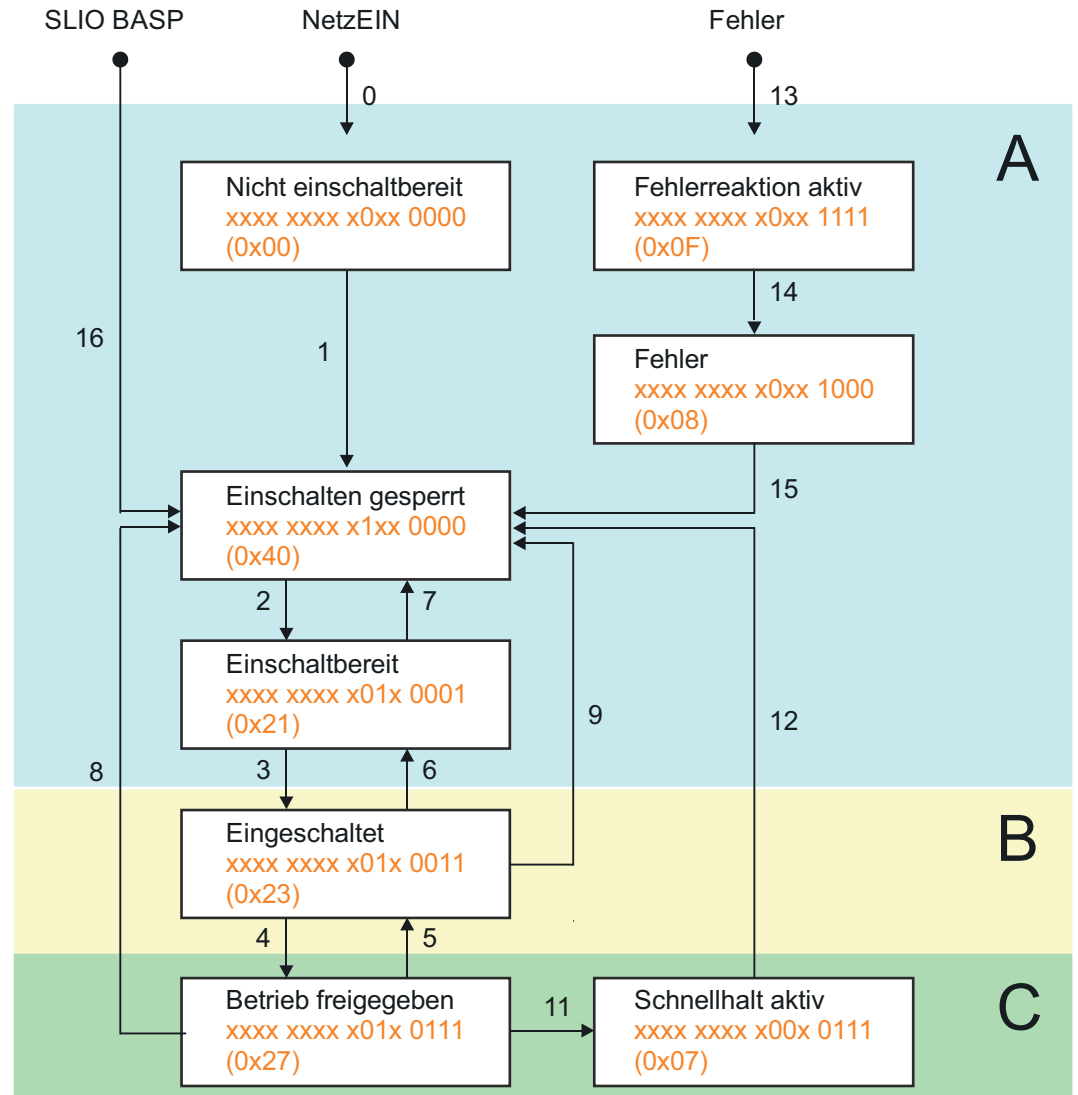 SLIO BASP
NetzEIN
Fehler
0
13
A
Nicht einschaltbereit
xxxx xxxx x0xx 0000
(0x00)
Fehlerreaktion aktiv
xxxx xxxx x0xx 1111
(0x0F)
14
16
1
Fehler
xxxx xxxx x0xx 1000
(0x08)
15
Einschalten gesperrt
xxxx xxxx x1xx 0000
(0x40)
2
7
Einschaltbereit
xxxx xxxx x01x 0001
(0x21)
9
12
8
3
6
B
Eingeschaltet
xxxx xxxx x01x 0011
(0x23)
4
5
C
Betrieb freigegeben
xxxx xxxx x01x 0111
(0x27)
11
Schnellhalt aktiv
xxxx xxxx x00x 0111
(0x07)